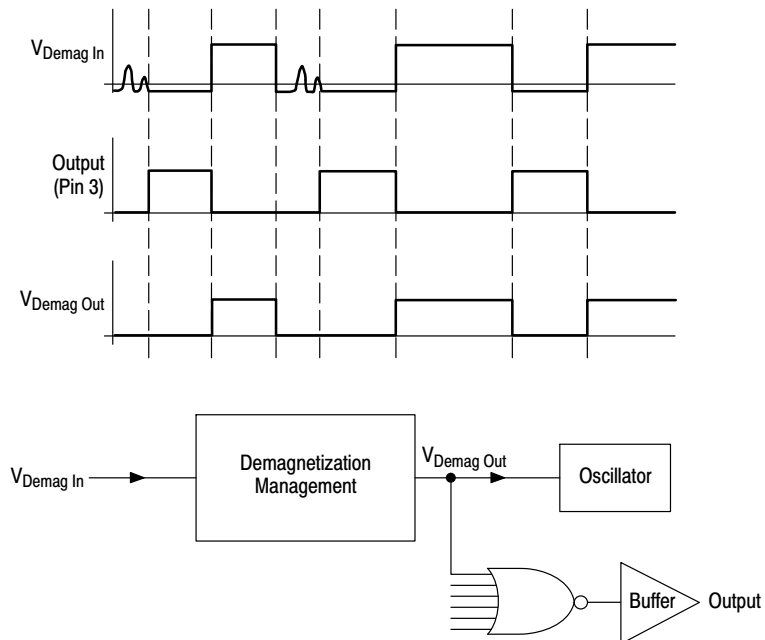 VDemag In
Output
(Pin 3)
VDemag Out
VDemag In
Demagnetization
Management
VDemag Out
Oscillator
Buffer
Output